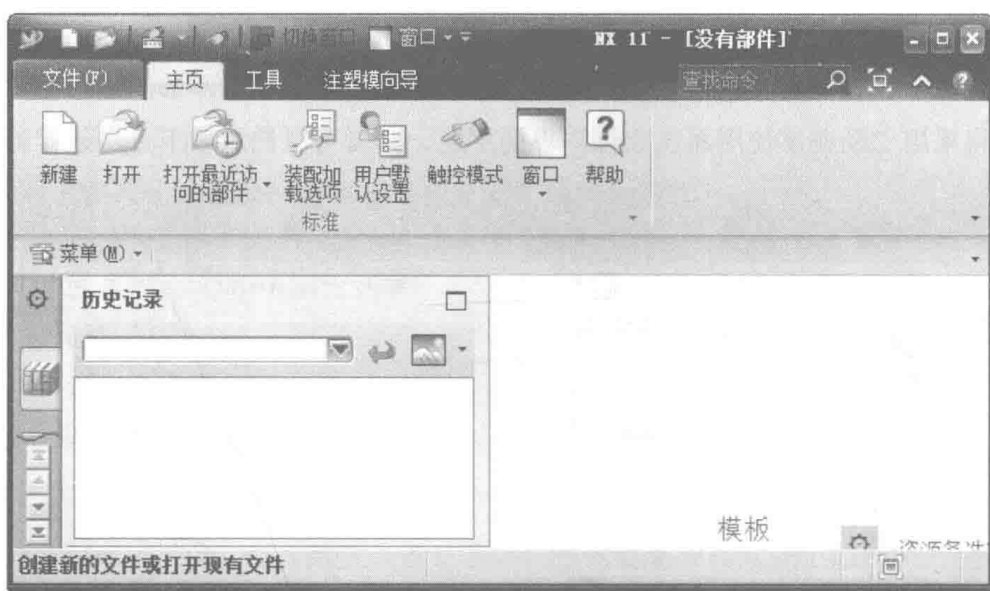 切换窗口 窗口 NX 11 - [没有部件]
文件(F) 主页 工具 注塑模向导 查找命令
新建 打开 打开最近访问的部件 装配加载选项 用户默认设置 触控模式 窗口 帮助
标准
菜单(M)
历史记录
模板
创建新的文件或打开现有文件